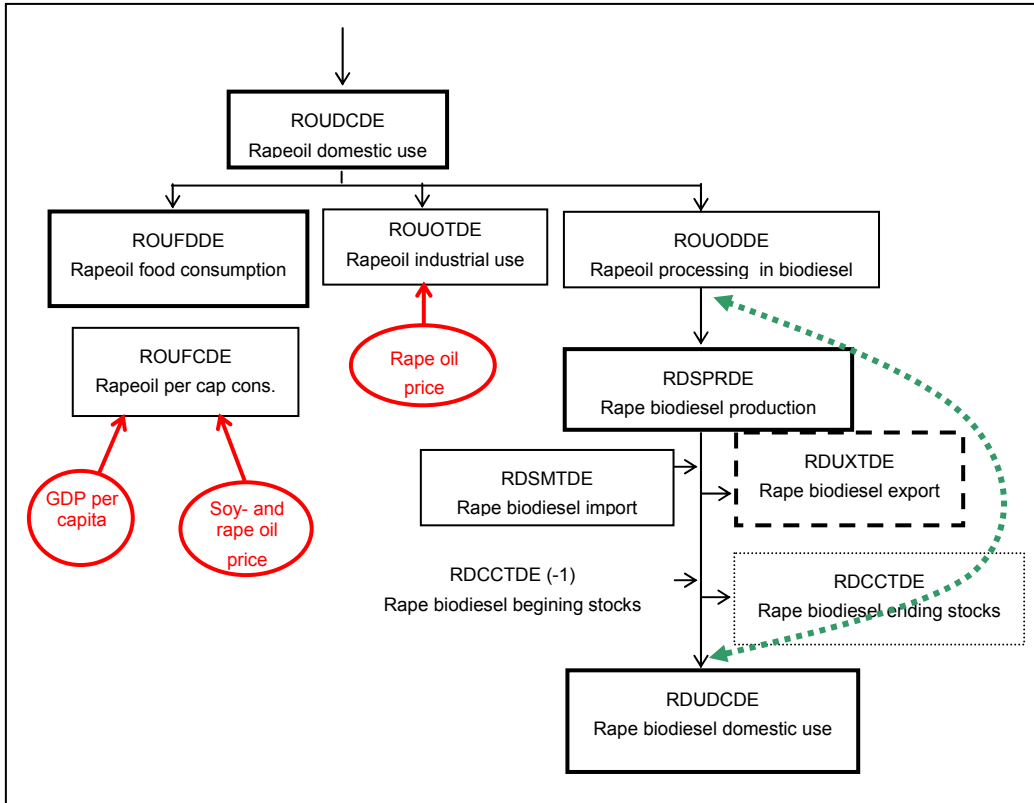 ROUDCDE
Rapeoil domestic use
ROUFDDE
Rapeoil food consumption
ROUOTDE
Rapeoil industrial use
ROUODDE
Rapeoil processing in biodiesel
ROUFCDE
Rapeoil per cap cons.
Rape oil
price
RDSPRDE
Rape biodiesel production
GDP per
capita
Soy- and
rape oil
price
RDSMTDE
Rape biodiesel import
RDUXTDE
Rape biodiesel export
RDCCTDE (-1)
Rape biodiesel begining stocks
RDCCTDE
Rape biodiesel ending stocks
RDUDCDE
Rape biodiesel domestic use